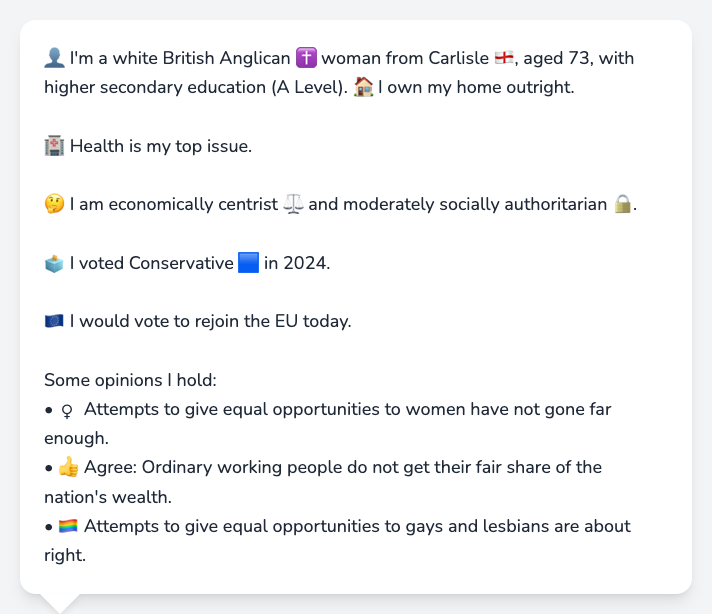 👤 I'm a white British Anglican ✝️ woman from Carlisle 🏴󠁧󠁢󠁥󠁮󠁧󠁿, aged 73, with
higher secondary education (A Level). 🏠 I own my home outright.
🏥 Health is my top issue.
🤔 I am economically centrist ⚖️ and moderately socially authoritarian 🔒.
🗳️ I voted Conservative 🟦 in 2024.
🇪🇺 I would vote to rejoin the EU today.
Some opinions I hold:
• ♀ Attempts to give equal opportunities to women have not gone far
enough.
• 👍 Agree: Ordinary working people do not get their fair share of the
nation's wealth.
• 🏳️‍🌈 Attempts to give equal opportunities to gays and lesbians are about
right.